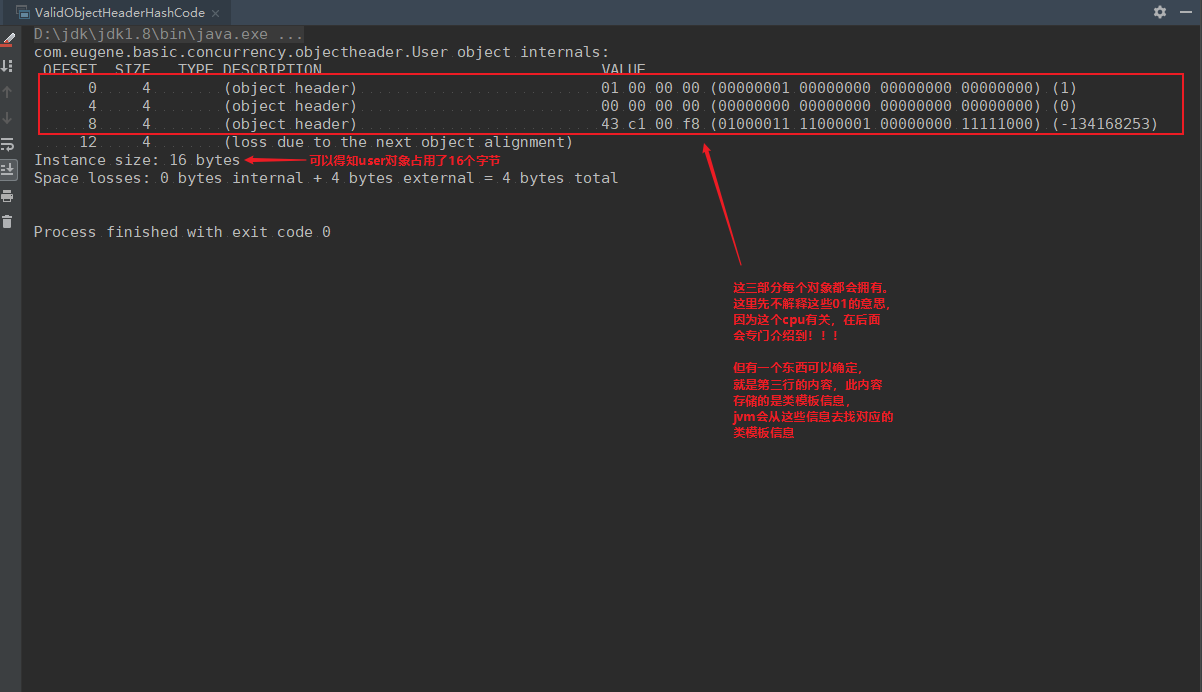 ValidObjectHeaderHashCode
D:\jdk\jdk1.8\bin\java.exe ...
com.eugene.basic.concurrency.objectheader.User object internals:
OFFSET  SIZE   TYPE DESCRIPTION                               VALUE
0     4        (object header)                           01 00 00 00 (00000001 00000000 00000000 00000000) (1)
4     4        (object header)                           00 00 00 00 (00000000 00000000 00000000 00000000) (0)
8     4        (object header)                           43 c1 00 f8 (01000011 11000001 00000000 11111000) (-134168253)
12     4        (loss due to the next object alignment)
Instance size: 16 bytes 可以得知user对象占用了16个字节
Space losses: 0 bytes internal + 4 bytes external = 4 bytes total
Process finished with exit code 0
这三部分每个对象都会拥有。
这里先不解释这些01的意思，
因为这个cpu有关，在后面
会专门介绍到！！！
但有一个东西可以确定，
就是第三行的内容，此内容
存储的是类模板信息，
jvm会从这些信息去找对应的
类模板信息